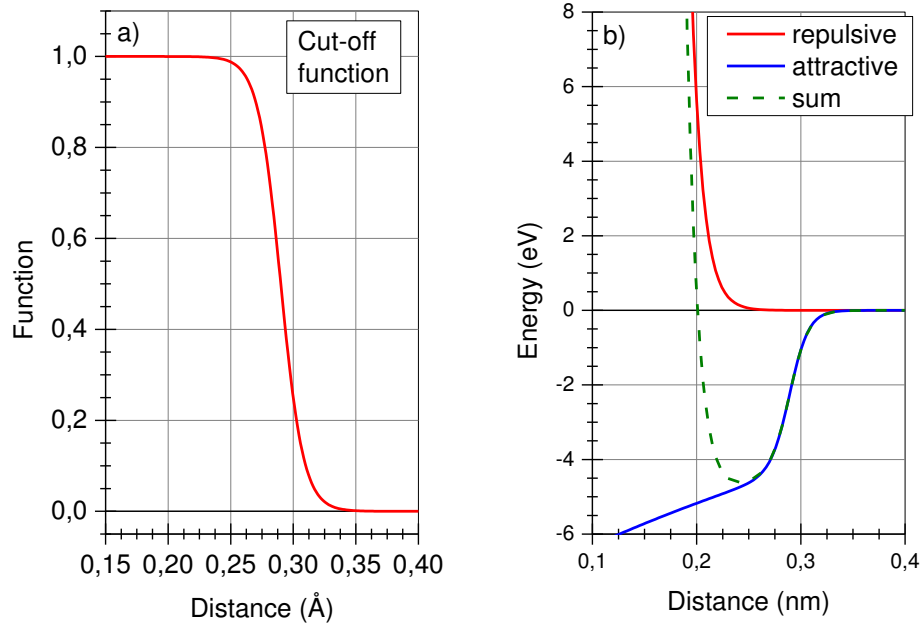 a)
Cut-off
function
1,0
0,8
0,6
0,4
0,2
0,0
Function
0,15 0,20 0,25 0,30 0,35 0,40
Distance (Å)
b)
repulsive
attractive
sum
8
6
4
2
0
-2
-4
-6
Energy (eV)
0,1 0,2 0,3 0,4
Distance (nm)